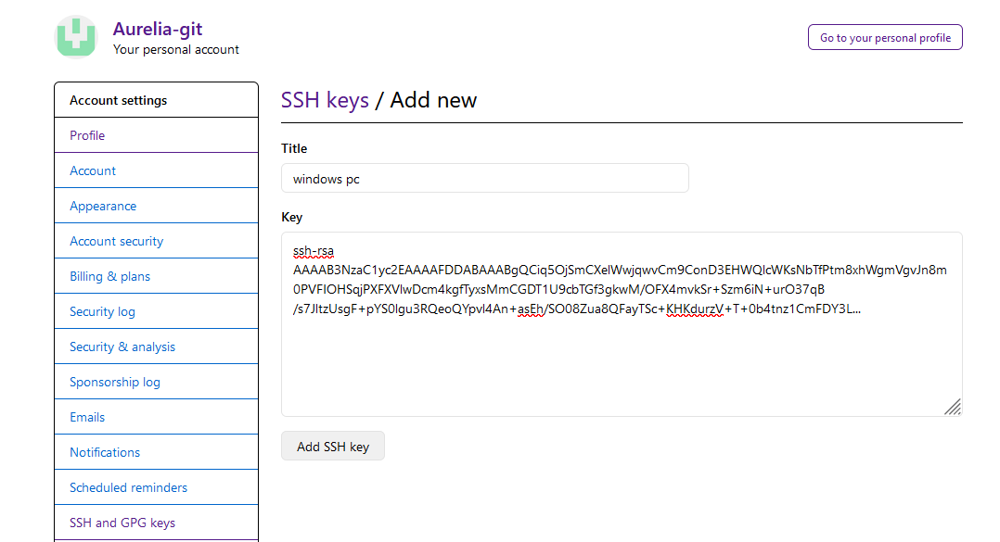 Aurelia-git
Your personal account
Go to your personal profile
Account settings
Profile
Account
Appearance
Account security
Billing & plans
Security log
Security & analysis
Sponsorship log
Emails
Notifications
Scheduled reminders
SSH and GPG keys
SSH keys / Add new
Title
windows pc
Key
ssh-rsa
AAAAB3NzaC1yc2EAAAAFDDABAAABgQCiq5OjSmCXelWwjqwvCm9ConD3EHWQlcWKsNbTfPtm8xhWgmVgvJn8m
0PVFIOHSqjPXFXVlwDcm4kgfTyxsMmCGDT1U9cbTGf3gkwM/OFX4mvkSr+Szm6iN+urO37qB
/s7JltzUsgF+pYS0lgu3RQeoQYpvl4An+asEh/SO08Zua8QFayTSc+KHKdurzV+T+0b4tnz1CmFDY3L...
Add SSH key